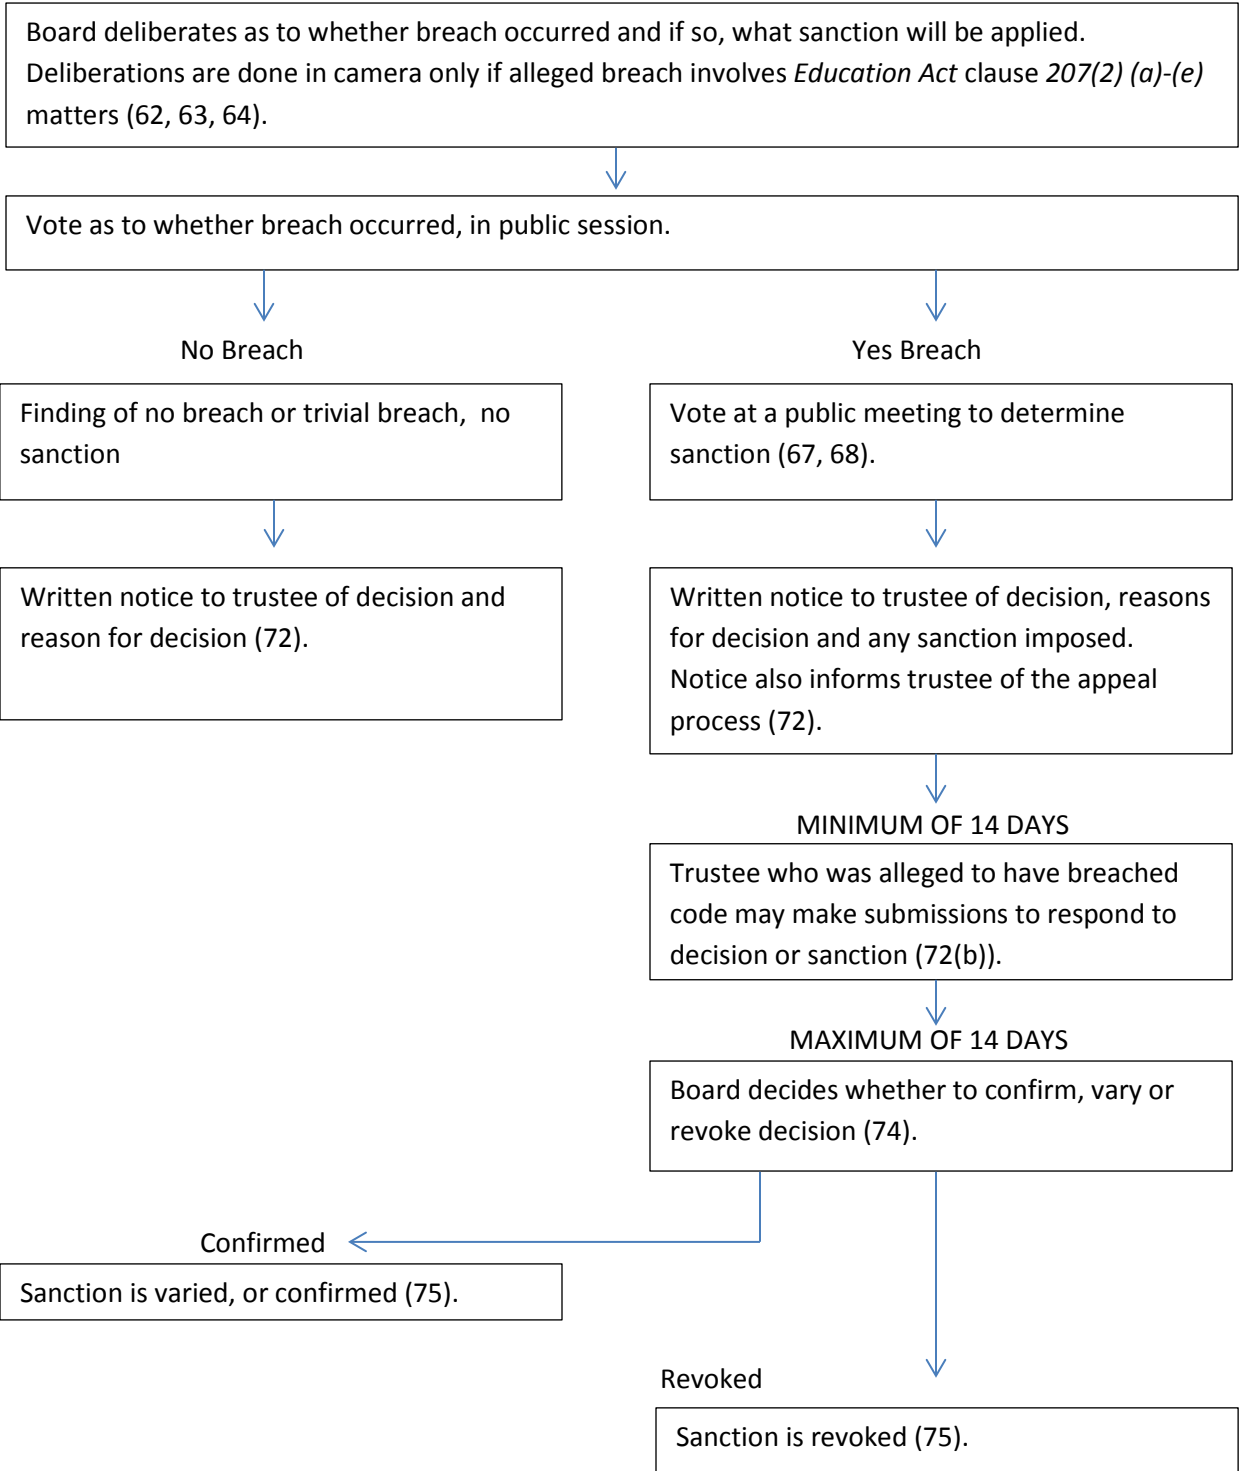 Board deliberates as to whether breach occurred and if so, what sanction will be applied.
Deliberations are done in camera only if alleged breach involves Education Act clause 207(2) (a)-(e)
matters (62, 63, 64).
Vote as to whether breach occurred, in public session.
No Breach
Yes Breach
Finding of no breach or trivial breach, no
sanction
Vote at a public meeting to determine
sanction (67, 68).
Written notice to trustee of decision and
reason for decision (72).
Written notice to trustee of decision, reasons
for decision and any sanction imposed.
Notice also informs trustee of the appeal
process (72).
MINIMUM OF 14 DAYS
Trustee who was alleged to have breached
code may make submissions to respond to
decision or sanction (72(b)).
MAXIMUM OF 14 DAYS
Board decides whether to confirm, vary or
revoke decision (74).
Confirmed
Sanction is varied, or confirmed (75).
Revoked
Sanction is revoked (75).